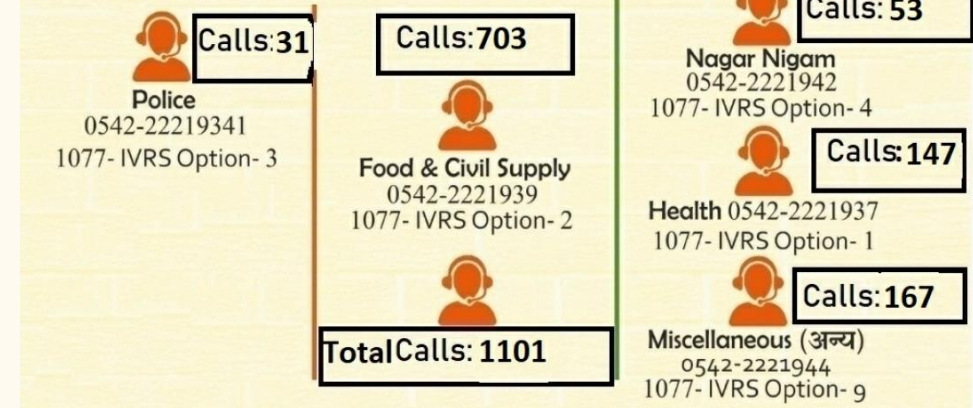 Calls:31
Police
0542-22219341
1077- IVRS Option- 3
Calls:703
Food & Civil Supply
0542-2221939
1077- IVRS Option- 2
Total Calls: 1101
Calls: 53
Nagar Nigam
0542-2221942
1077- IVRS Option- 4
Calls:147
Health 0542-2221937
1077- IVRS Option- 1
Calls:167
Miscellaneous (अन्य)
0542-2221944
1077- IVRS Option- 9